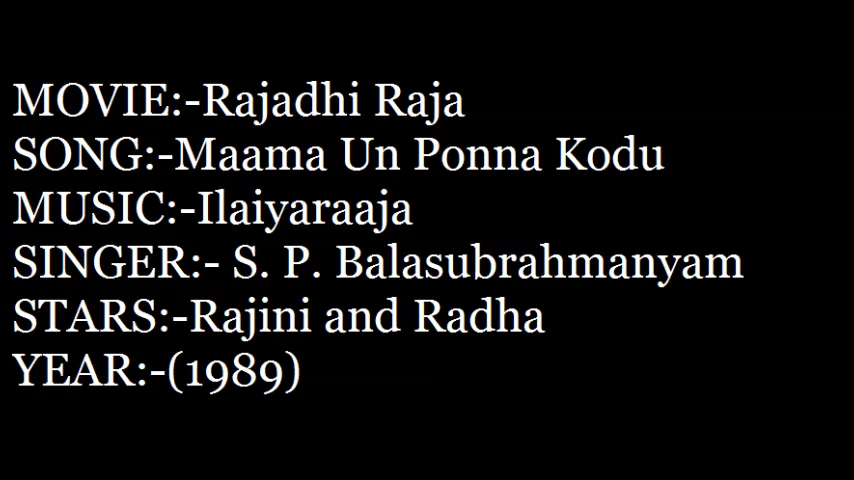 MOVIE:-Rajadhi Raja
SONG:-Maama Un Ponna Kodu
MUSIC:-Ilaiyaraaja
SINGER:- S. P. Balasubrahmanyam
STARS:-Rajini and Radha
YEAR:-(1989)